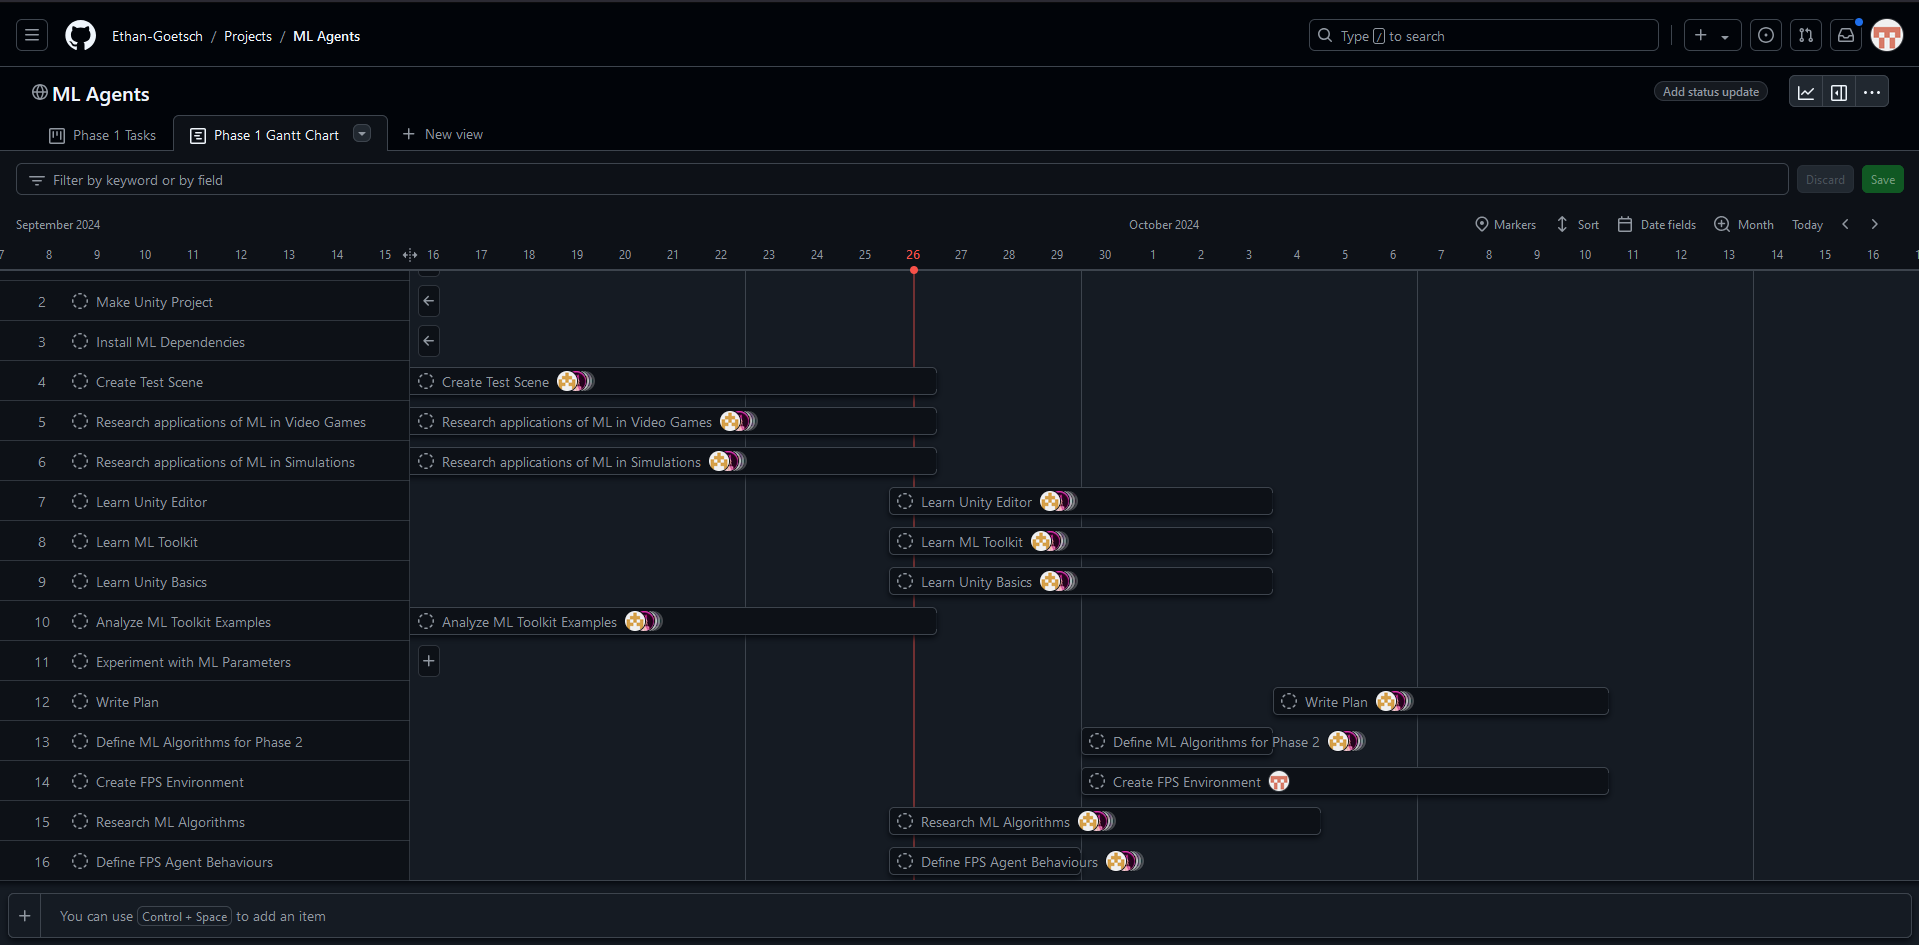 Ethan-Goetsch / Projects / ML Agents
Type / to search
ML Agents
Add status update
Phase 1 Tasks
Phase 1 Gantt Chart
New view
Filter by keyword or by field
Discard
Save
September 2024
October 2024
Markers
Sort
Date fields
Month
Today
7 8 9 10 11 12 13 14 15 16 17 18 19 20 21 22 23 24 25 26 27 28 29 30 1 2 3 4 5 6 7 8 9 10 11 12 13 14 15 16
2 Make Unity Project
3 Install ML Dependencies
4 Create Test Scene Create Test Scene
5 Research applications of ML in Video Games Research applications of ML in Video Games
6 Research applications of ML in Simulations Research applications of ML in Simulations
7 Learn Unity Editor Learn Unity Editor
8 Learn ML Toolkit Learn ML Toolkit
9 Learn Unity Basics Learn Unity Basics
10 Analyze ML Toolkit Examples Analyze ML Toolkit Examples
11 Experiment with ML Parameters
12 Write Plan Write Plan
13 Define ML Algorithms for Phase 2 Define ML Algorithms for Phase 2
14 Create FPS Environment Create FPS Environment
15 Research ML Algorithms Research ML Algorithms
16 Define FPS Agent Behaviours Define FPS Agent Behaviours
You can use Control + Space to add an item